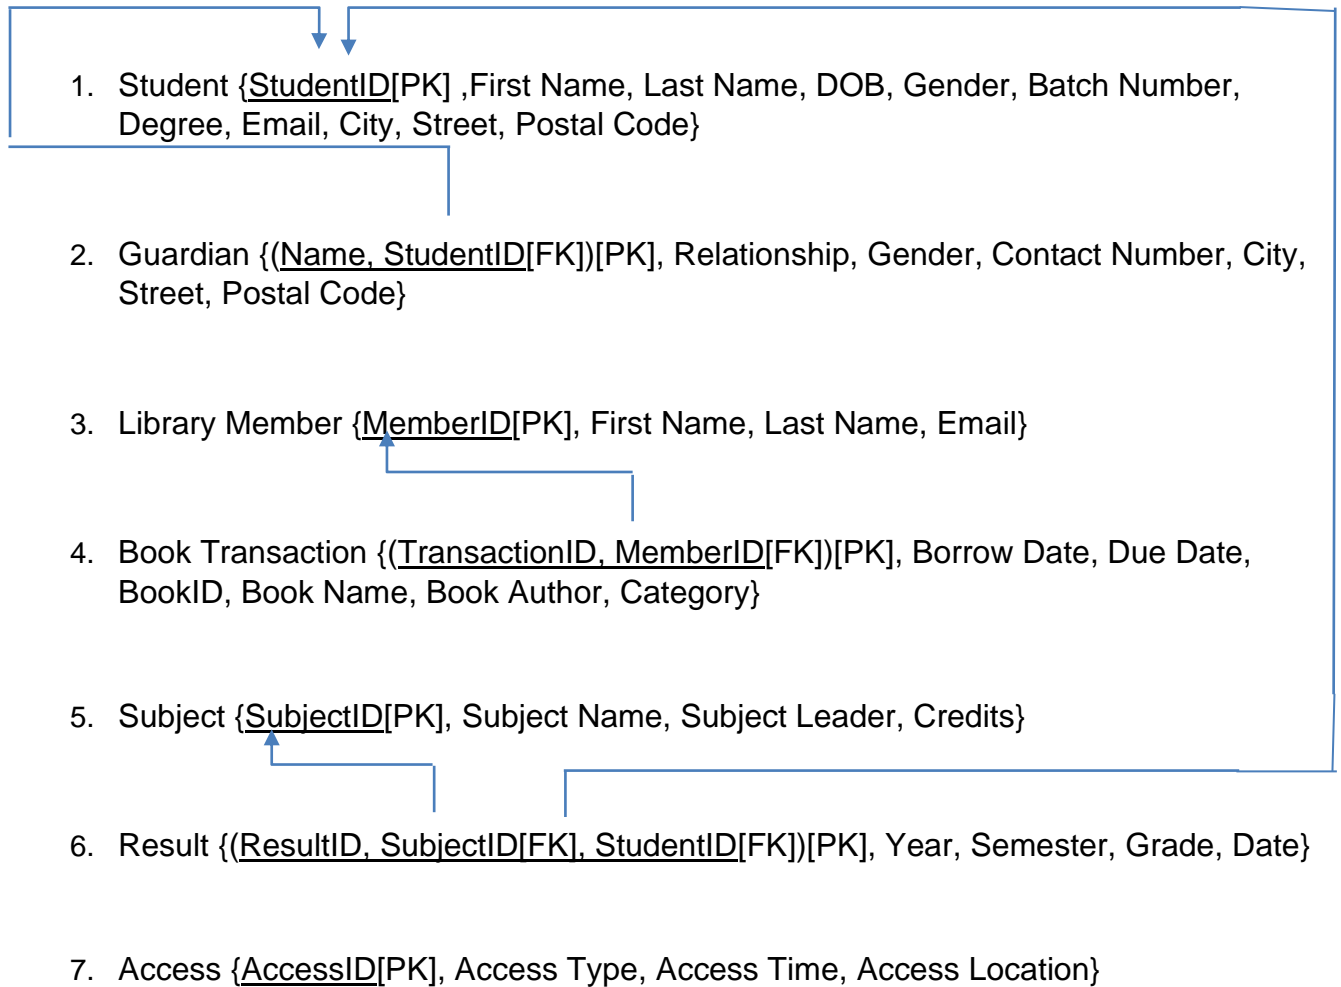 1. Student {StudentID[PK] ,First Name, Last Name, DOB, Gender, Batch Number,
Degree, Email, City, Street, Postal Code}
2. Guardian {(Name, StudentID[FK])[PK], Relationship, Gender, Contact Number, City,
Street, Postal Code}
3. Library Member {MemberID[PK], First Name, Last Name, Email}
4. Book Transaction {(TransactionID, MemberID[FK])[PK], Borrow Date, Due Date,
BookID, Book Name, Book Author, Category}
5. Subject {SubjectID[PK], Subject Name, Subject Leader, Credits}
6. Result {(ResultID, SubjectID[FK], StudentID[FK])[PK], Year, Semester, Grade, Date}
7. Access {AccessID[PK], Access Type, Access Time, Access Location}